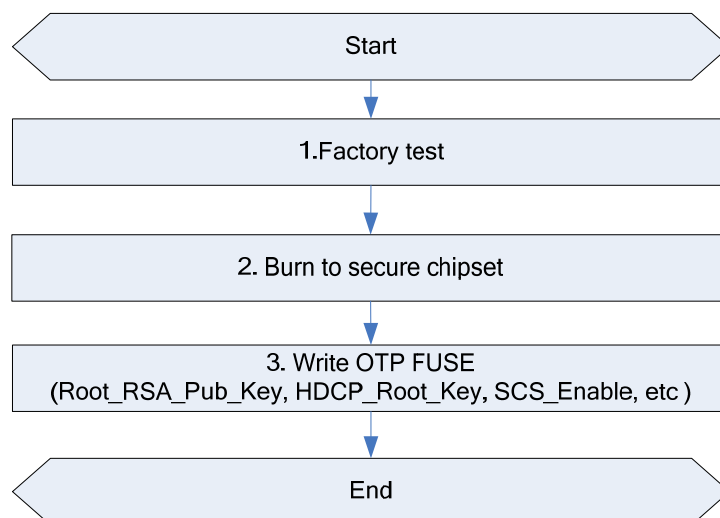 Start
1.Factory test
2. Burn to secure chipset
3. Write OTP FUSE
(Root_RSA_Pub_Key, HDCP_Root_Key, SCS_Enable, etc )
End